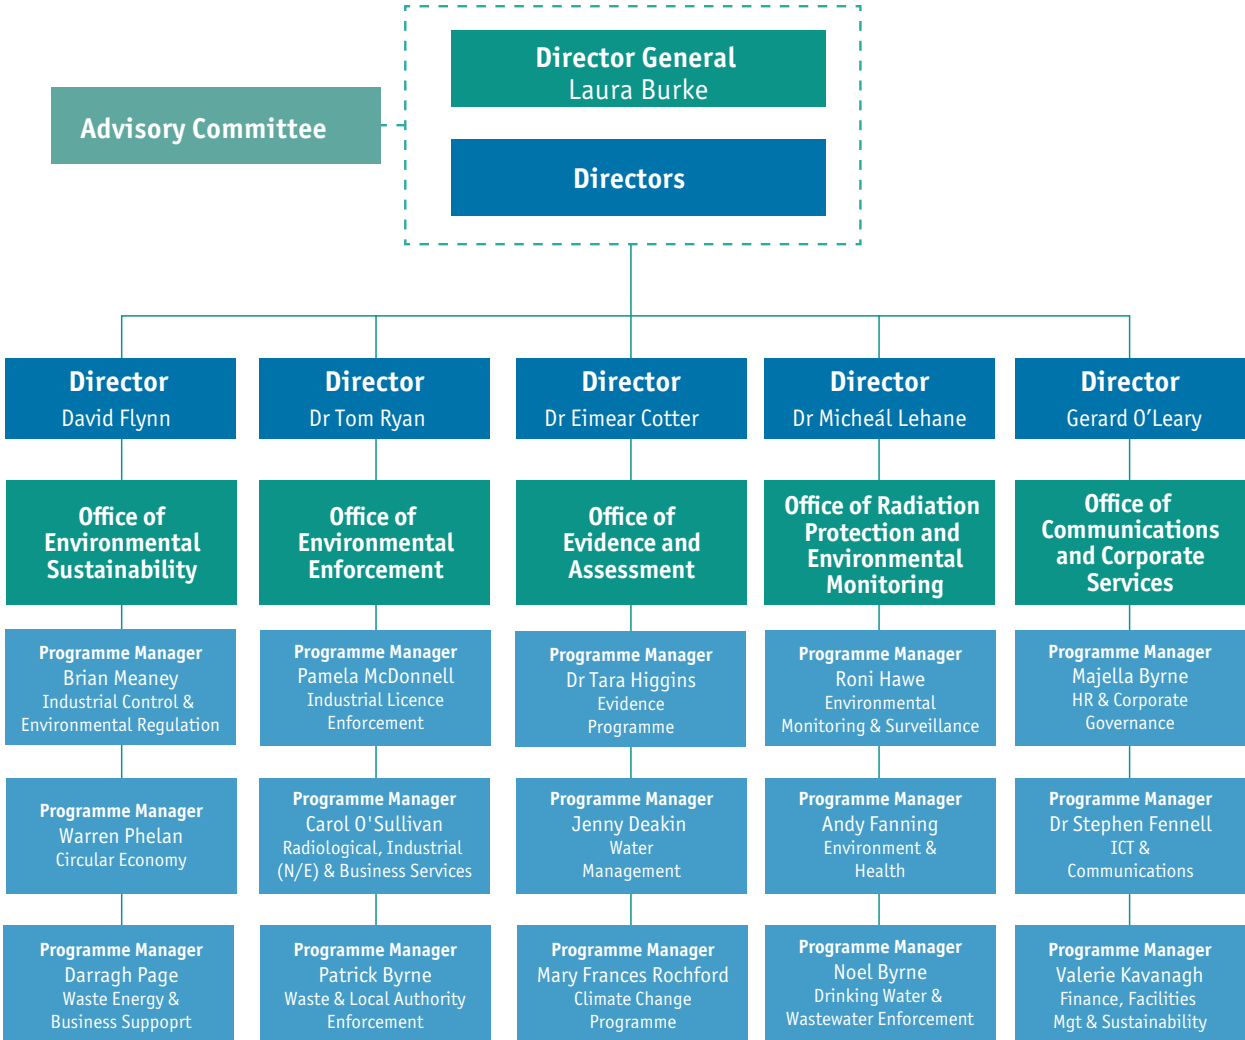 Director General
Laura Burke
Advisory Committee
Directors
Director
David Flynn
Director
Dr Tom Ryan
Director
Dr Eimear Cotter
Director
Dr Micheál Lehane
Director
Gerard O’Leary
Office of
Environmental
Sustainability
Office of
Environmental
Enforcement
Office of
Evidence and
Assessment
Office of Radiation
Protection and
Environmental
Monitoring
Office of
Communications
and Corporate
Services
Programme Manager
Brian Meaney
Industrial Control &
Environmental Regulation
Programme Manager
Pamela McDonnell
Industrial Licence
Enforcement
Programme Manager
Dr Tara Higgins
Evidence
Programme
Programme Manager
Roni Hawe
Environmental
Monitoring & Surveillance
Programme Manager
Majella Byrne
HR & Corporate
Governance
Programme Manager
Warren Phelan
Circular Economy
Programme Manager
Carol O'Sullivan
Radiological, Industrial
(N/E) & Business Services
Programme Manager
Jenny Deakin
Water
Management
Programme Manager
Andy Fanning
Environment &
Health
Programme Manager
Dr Stephen Fennell
ICT &
Communications
Programme Manager
Darragh Page
Waste Energy &
Business Suppoprt
Programme Manager
Patrick Byrne
Waste & Local Authority
Enforcement
Programme Manager
Mary Frances Rochford
Climate Change
Programme
Programme Manager
Noel Byrne
Drinking Water &
Wastewater Enforcement
Programme Manager
Valerie Kavanagh
Finance, Facilities
Mgt & Sustainability